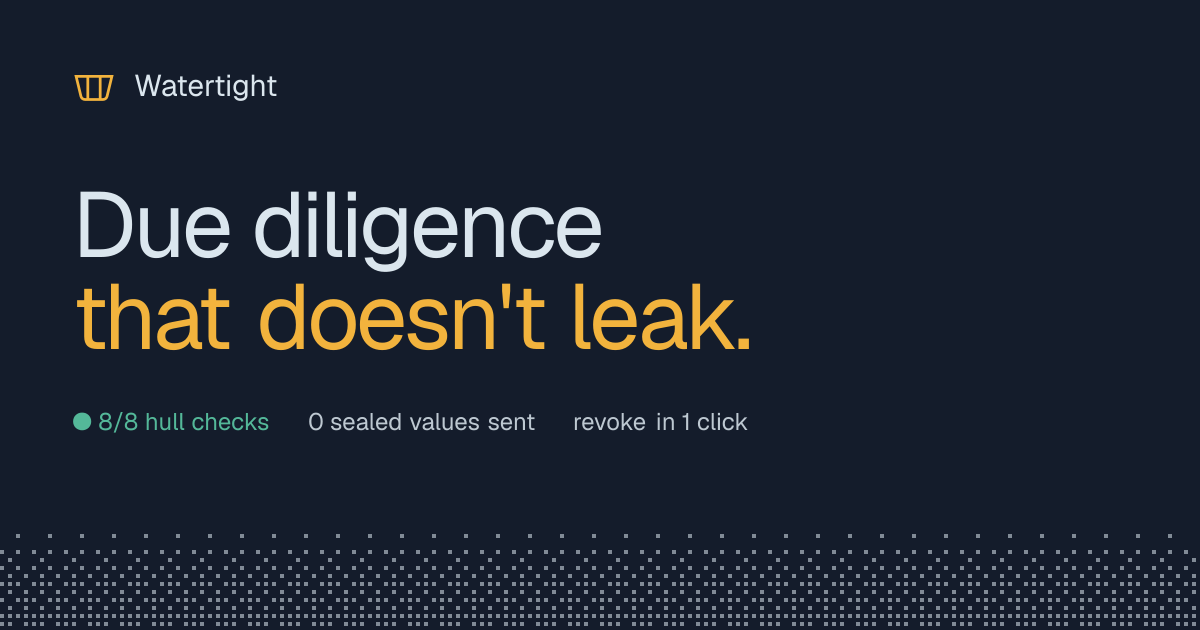 Watertight
Due diligence
that doesn't leak.
8/8 hull checks 0 sealed values sent revoke in 1 click